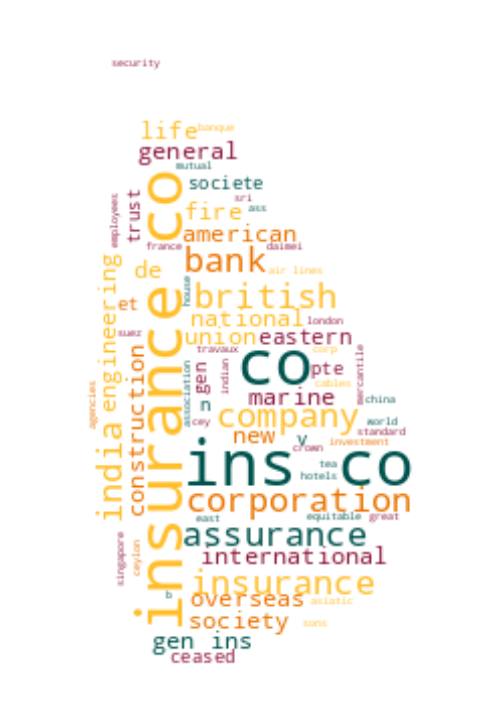 security
life
banque
general
mutual
societe
sri
employees
trust
insurance co
fire
ass
american
france
daimei
bank
de
air lines
india engineering
house
british
et
national
london
suez
union
eastern
travaux
corp
construction
co
pte
gen
indian
association
cables
mercantile
agencies
marine
n
china
company
cey
world
new
v
standard
investment
crown
ins co
tea
hotels
corporation
east
equitable
great
assurance
singapore
ceylon
international
insurance
b
overseas
asiatic
society
sons
gen ins
ceased